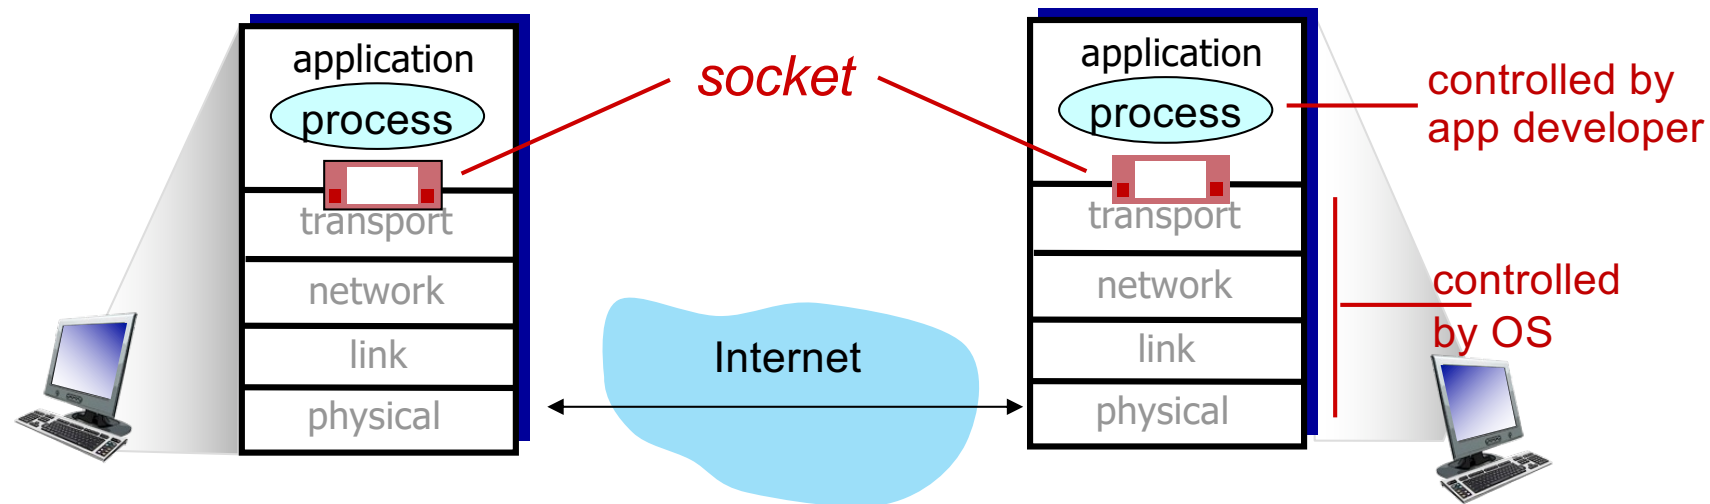 application
process
transport
network
link
physical
socket
Internet
application
process
transport
network
link
physical
controlled by
app developer
controlled
by OS